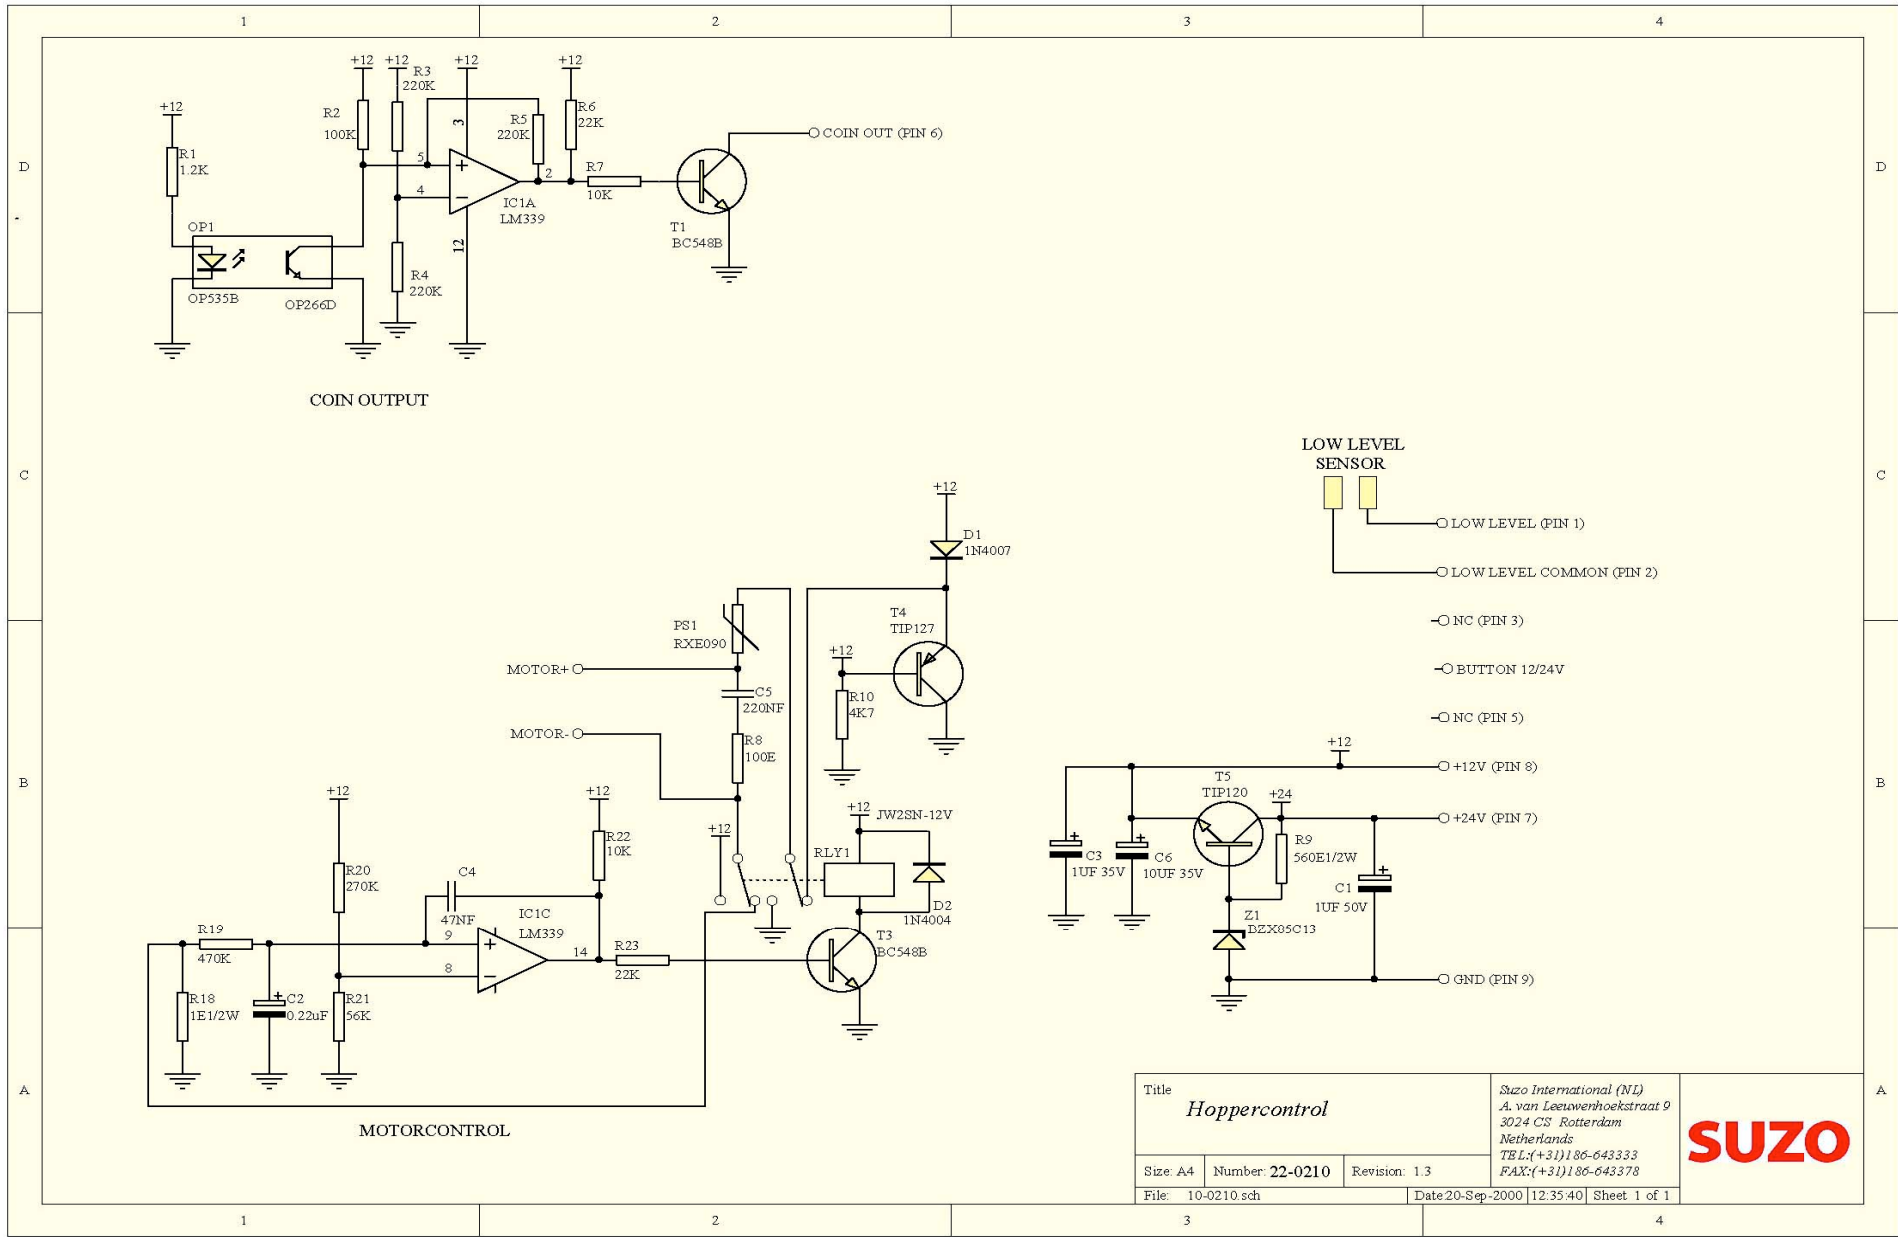 1 2 3 4
D
D
C
C
B
B
A
A
+12
R1
1.2K
OP1
OP535B
OP266D
+12
R2
100K
+12
R3
220K
R4
220K
+12
3
5
4
12
2
IC1A
LM339
R5
220K
+12
R6
22K
R7
10K
T1
BC548B
COIN OUT (PIN 6)
COIN OUTPUT
LOW LEVEL
SENSOR
LOW LEVEL (PIN 1)
LOW LEVEL COMMON (PIN 2)
NC (PIN 3)
BUTTON 12/24V
NC (PIN 5)
+12V (PIN 8)
+24V (PIN 7)
GND (PIN 9)
+12
D1
1N4007
T4
TIP127
+12
R10
4K7
PS1
RXE090
MOTOR+
C5
220NF
MOTOR-
R8
100E
+12
+12
JW2SN-12V
RLY1
D2
1N4004
T3
BC548B
+12
R20
270K
+12
R22
10K
C4
47NF
IC1C
LM339
9
8
14
R23
22K
R19
470K
R18
1E1/2W
C2
0.22uF
+
R21
56K
MOTORCONTROL
+12
T5
TIP120
+24
R9
560E1/2W
+
C3
1UF 35V
+
C6
10UF 35V
+
C1
1UF 50V
Z1
BZX85C13
Title
Hoppercontrol
Size: A4 Number: 22-0210 Revision: 1.3
File: 10-0210.sch Date:20-Sep-2000 12:35:40 Sheet 1 of 1
Suzo International (NL)
A. van Leeuwenhoekstraat 9
3024 CS Rotterdam
Netherlands
TEL:(+31)186-643333
FAX:(+31)186-643378
SUZO
1 2 3 4